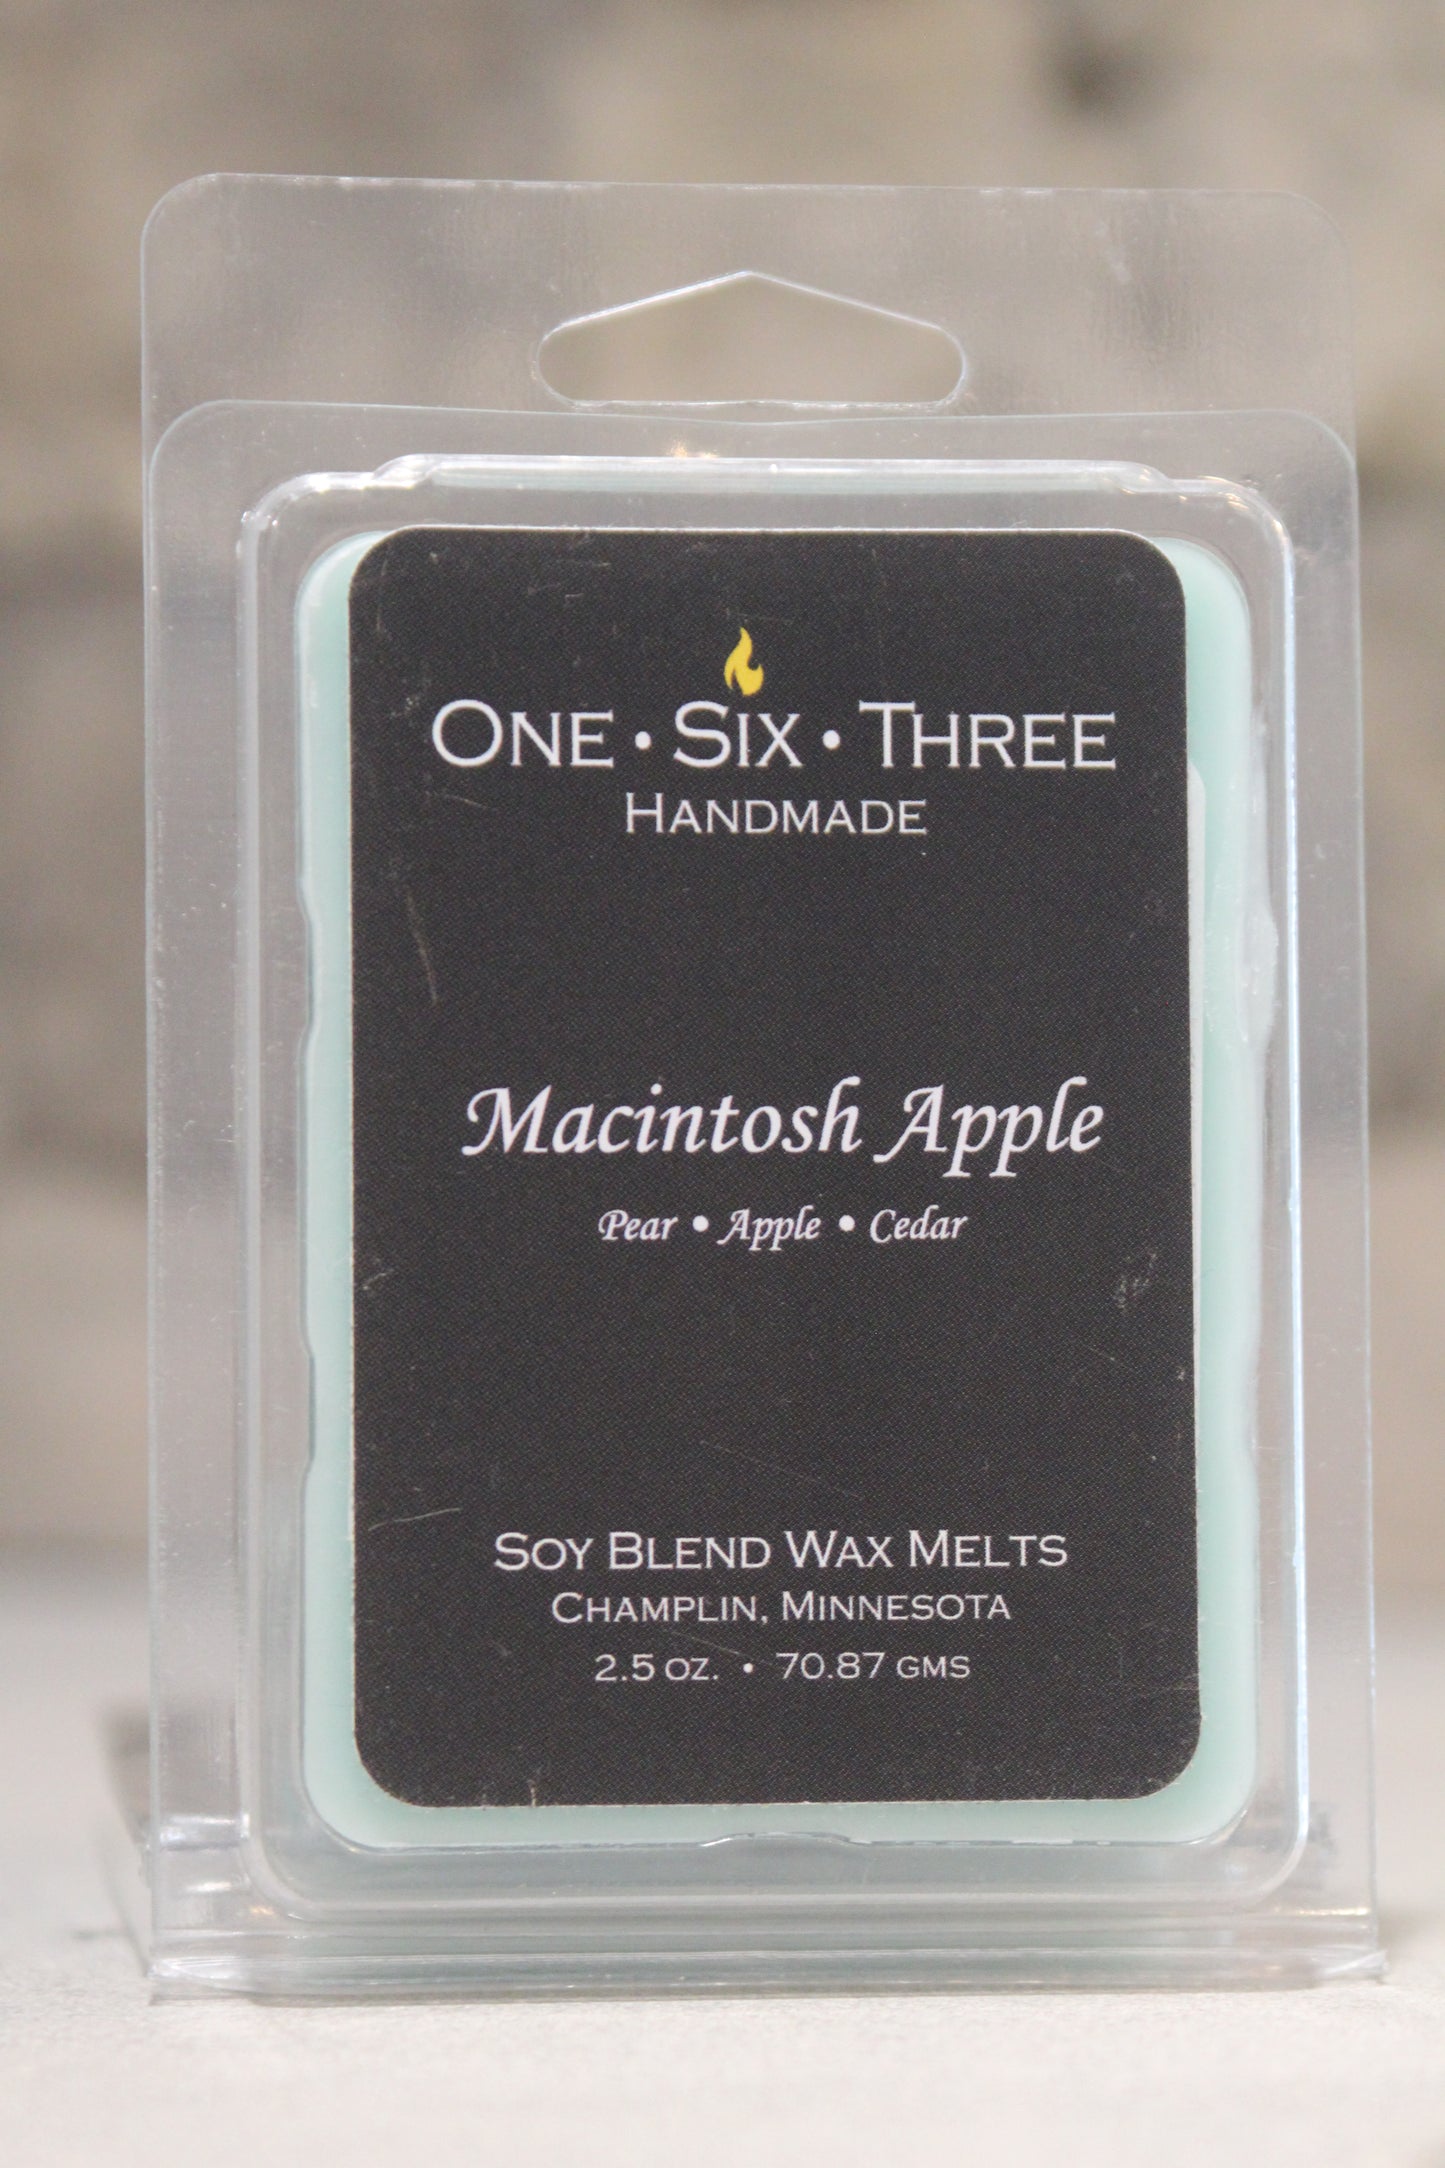 One • Six • Three
Handmade
Macintosh Apple
Pear • Apple • Cedar
Soy Blend Wax Melts
Champlin, Minnesota
2.5 oz. • 70.87 gms